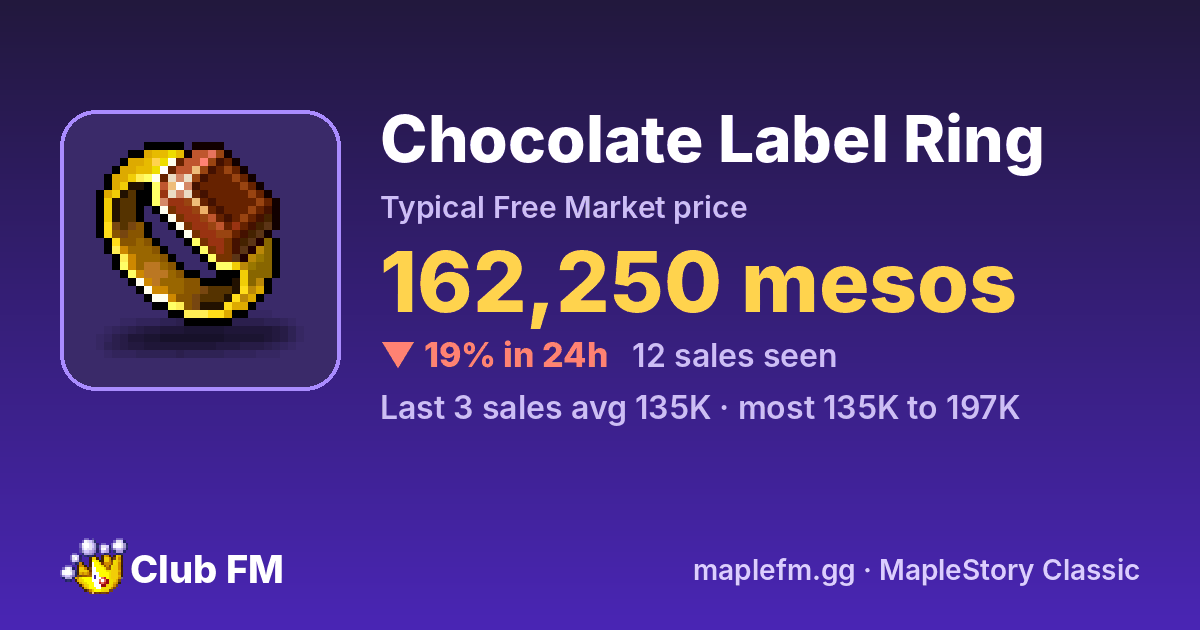 Chocolate Label Ring
Typical Free Market price
162,250 mesos
▼ 19% in 24h 12 sales seen
Last 3 sales avg 135K · most 135K to 197K
Club FM
maplefm.gg · MapleStory Classic